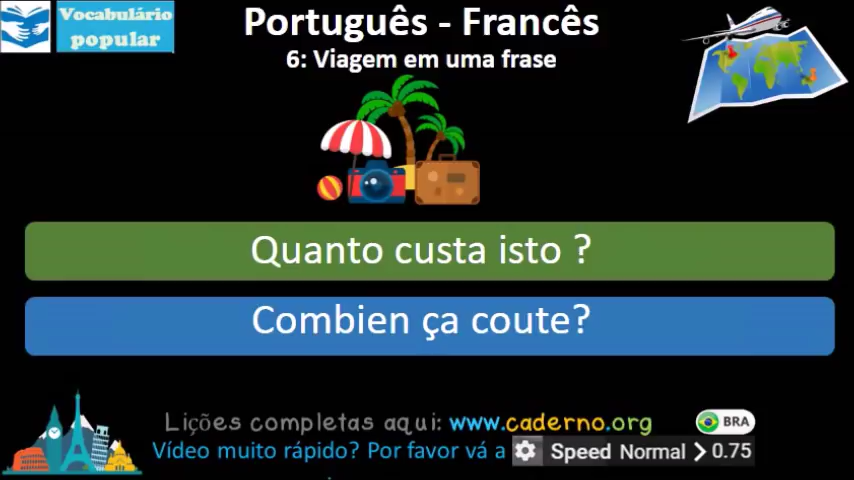 Vocabulário
popular
Português - Francês
6: Viagem em uma frase
Quanto custa isto ?
Combien ça coute?
Lições completas aqui: www.caderno.org
BRA
Vídeo muito rápido? Por favor vá a Speed Normal > 0.75